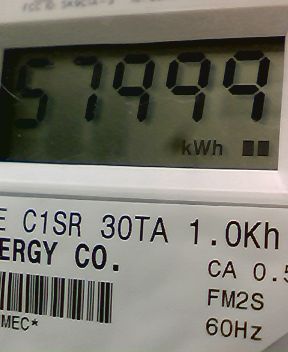 57999
kWh
E C1SR 30TA 1.0Kh
ERGY CO.
CA 0.5
FM2S
MEC*
60Hz